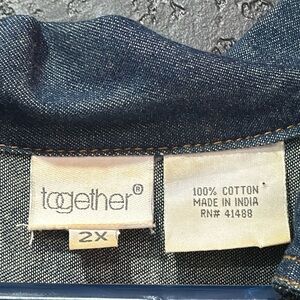 together®
2X
100% COTTON
MADE IN INDIA
RN# 41488